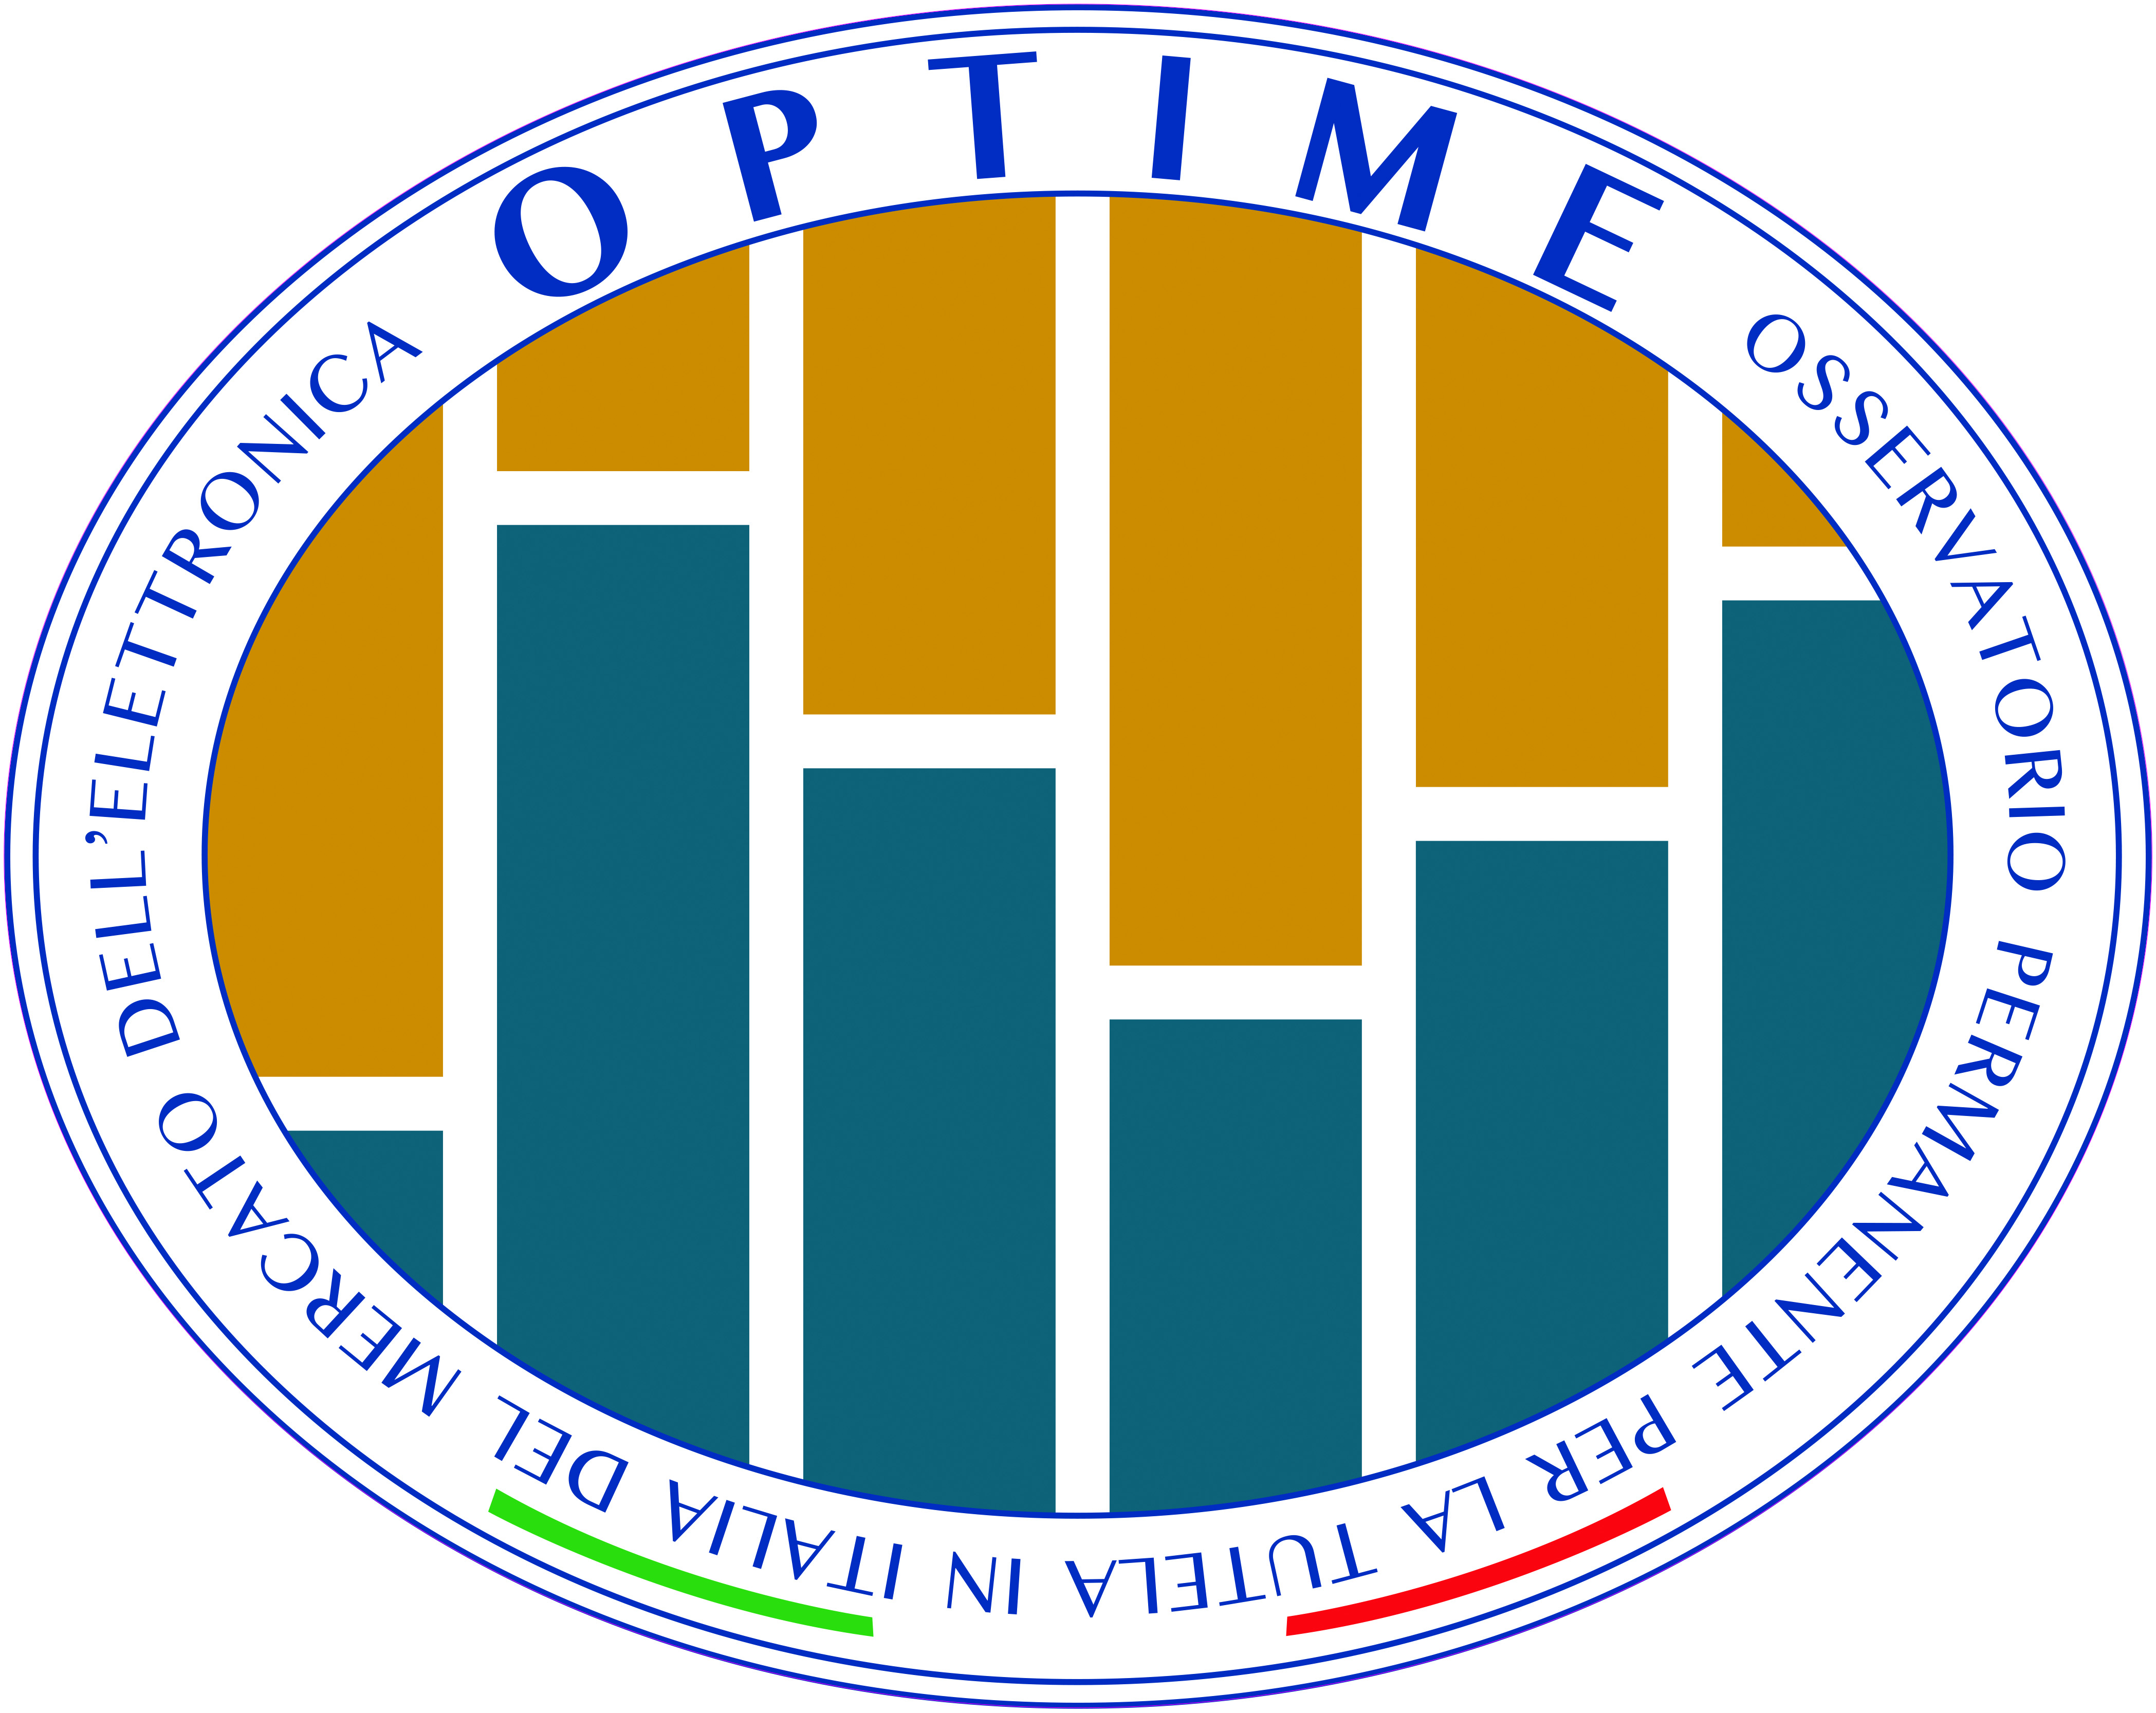 OPTIME
OSSERVATORIO PERMANENTE PER LA TUTELA IN ITALIA DEL MERCATO DELL'ELETTRONICA